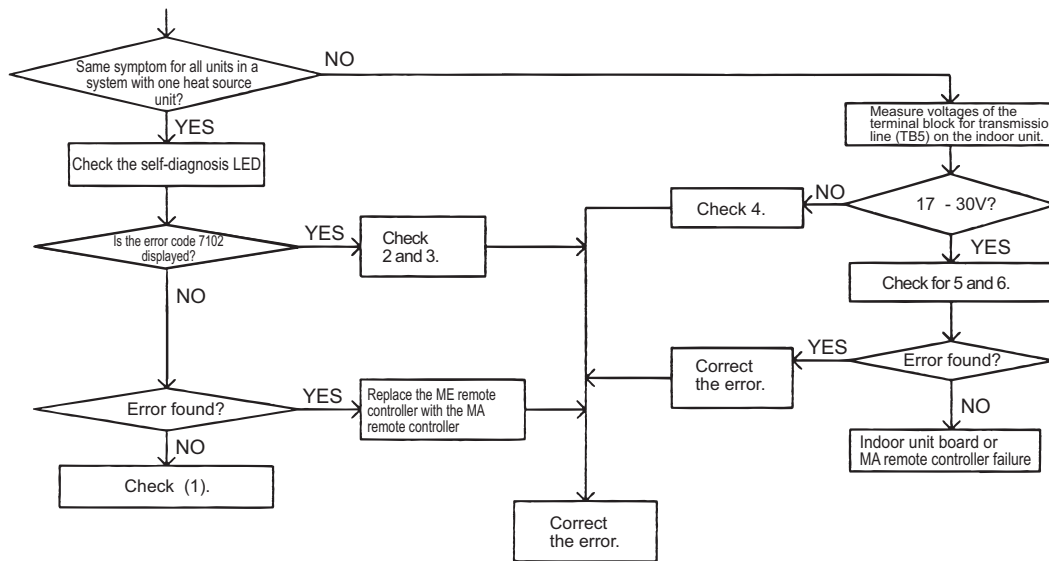 NO
Same symptom for all units in a
system with one heat source
unit?
YES
Measure voltages of the
terminal block for transmission
line (TB5) on the indoor unit.
Check the self-diagnosis LED
NO
Check 4.
17 - 30V?
Is the error code 7102
displayed?
YES
Check
2 and 3.
YES
Check for 5 and 6.
NO
YES
Correct
the error.
Error found?
Error found?
YES
Replace the ME remote
controller with the MA
remote controller
NO
NO
Indoor unit board or
MA remote controller failure
Check (1).
Correct
the error.